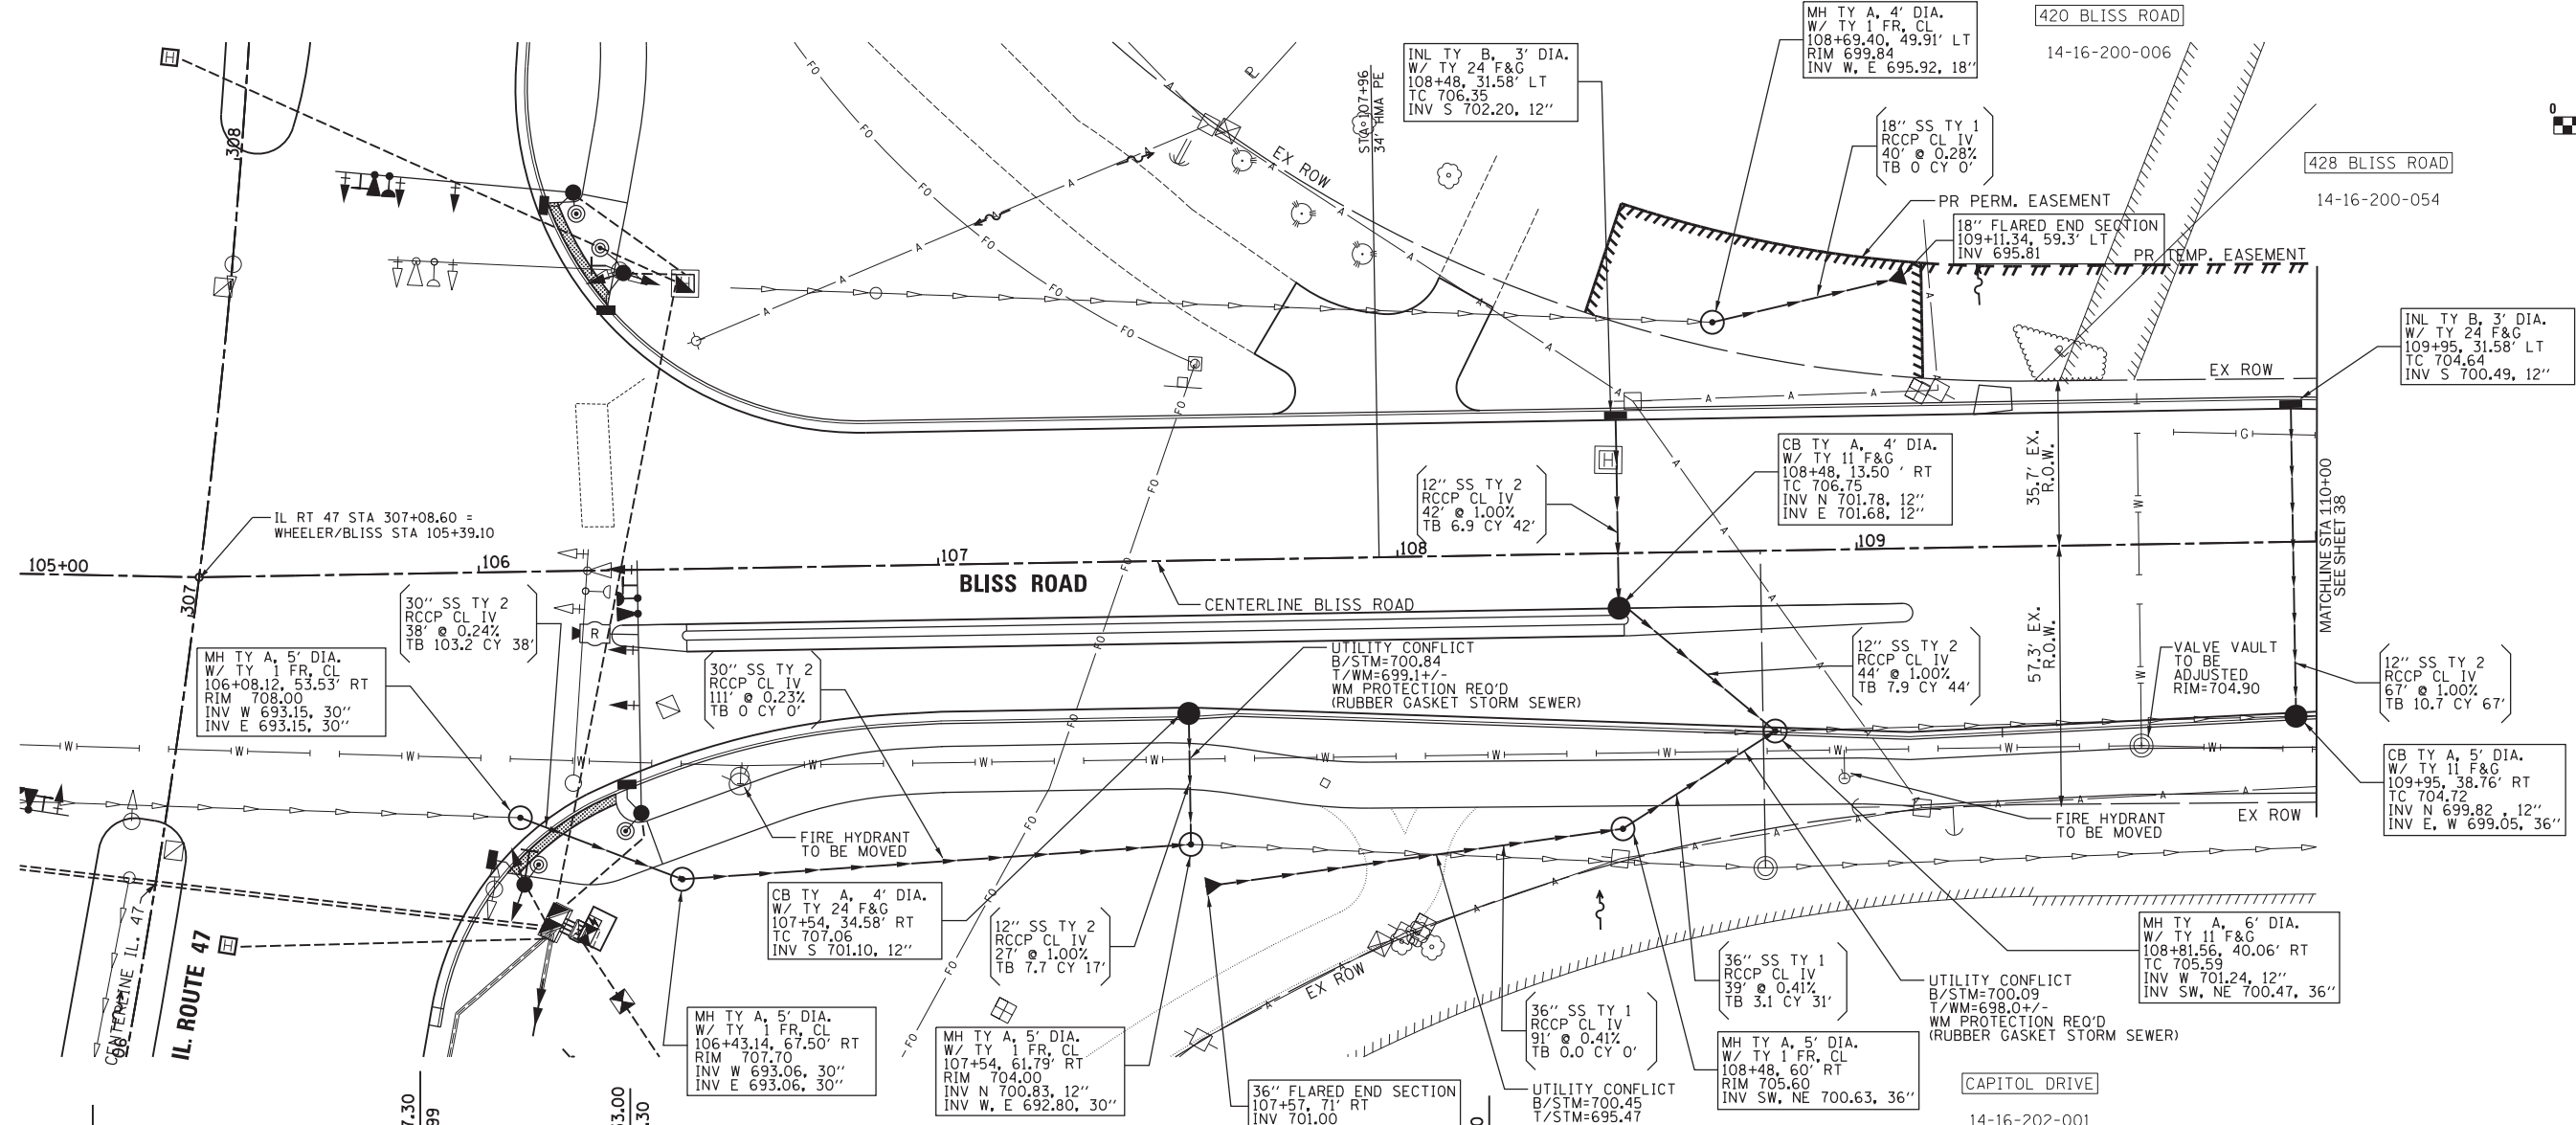 MH TY A, 4' DIA.
W/ TY 1 FR, CL
108+69.40, 49.91' LT
RIM 699.84
INV W, E 695.92, 18"
420 BLISS ROAD
14-16-200-006
INL TY B, 3' DIA.
W/ TY 24 F&G
108+48, 31.58' LT
TC 706.35
INV S 702.20, 12"
STA 107+96
34' HMA PE
EX ROW
18" SS TY 1
RCCP CL IV
40' @ 0.28%
TB 0 CY 0'
0
428 BLISS ROAD
14-16-200-054
PR PERM. EASEMENT
18" FLARED END SECTION
109+11.34, 59.3' LT
INV 695.81
PR TEMP. EASEMENT
INL TY B, 3' DIA.
W/ TY 24 F&G
109+95, 31.58' LT
TC 704.64
INV S 700.49, 12"
EX ROW
308
H
H
12" SS TY 2
RCCP CL IV
42' @ 1.00%
TB 6.9 CY 42'
CB TY A, 4' DIA.
W/ TY 11 F&G
108+48, 13.50 ' RT
TC 706.75
INV N 701.78, 12"
INV E 701.68, 12"
35.7' EX.
R.O.W.
MATCHLINE STA 110+00
SEE SHEET 38
IL RT 47 STA 307+08.60 =
WHEELER/BLISS STA 105+39.10
105+00
106
107
108
109
307
BLISS ROAD
CENTERLINE BLISS ROAD
30" SS TY 2
RCCP CL IV
38' @ 0.24%
TB 103.2 CY 38'
R
MH TY A, 5' DIA.
W/ TY 1 FR, CL
106+08.12, 53.53' RT
RIM 708.00
INV W 693.15, 30"
INV E 693.15, 30"
30" SS TY 2
RCCP CL IV
111' @ 0.23%
TB 0 CY 0'
UTILITY CONFLICT
B/STM=700.84
T/WM=699.1+/-
WM PROTECTION REQ'D
(RUBBER GASKET STORM SEWER)
12" SS TY 2
RCCP CL IV
44' @ 1.00%
TB 7.9 CY 44'
57.3' EX.
R.O.W.
VALVE VAULT
TO BE
ADJUSTED
RIM=704.90
12" SS TY 2
RCCP CL IV
67' @ 1.00%
TB 10.7 CY 67'
CB TY A, 5' DIA.
W/ TY 11 F&G
109+95, 38.76' RT
TC 704.72
INV N 699.82 , 12"
INV E, W 699.05, 36"
FIRE HYDRANT
TO BE MOVED
FIRE HYDRANT
TO BE MOVED
EX ROW
CB TY A, 4' DIA.
W/ TY 24 F&G
107+54, 34.58' RT
TC 707.06
INV S 701.10, 12"
12" SS TY 2
RCCP CL IV
27' @ 1.00%
TB 7.7 CY 17'
EX ROW
H
CENTERLINE IL. 47
306
IL. ROUTE 47
36" SS TY 1
RCCP CL IV
39' @ 0.41%
TB 3.1 CY 31'
36" SS TY 1
RCCP CL IV
91' @ 0.41%
TB 0.0 CY 0'
UTILITY CONFLICT
B/STM=700.09
T/WM=698.0+/-
WM PROTECTION REQ'D
(RUBBER GASKET STORM SEWER)
MH TY A, 6' DIA.
W/ TY 11 F&G
108+81.56, 40.06' RT
TC 705.59
INV W 701.24, 12"
INV SW, NE 700.47, 36"
MH TY A, 5' DIA.
W/ TY 1 FR, CL
106+43.14, 67.50' RT
RIM 707.70
INV W 693.06, 30"
INV E 693.06, 30"
MH TY A, 5' DIA.
W/ TY 1 FR, CL
107+54, 61.79' RT
RIM 704.00
INV N 700.83, 12"
INV W, E 692.80, 30"
36" FLARED END SECTION
107+57, 71' RT
INV 701.00
UTILITY CONFLICT
B/STM=700.45
T/STM=695.47
MH TY A, 5' DIA.
W/ TY 1 FR, CL
108+48, 60' RT
RIM 705.60
INV SW, NE 700.63, 36"
CAPITOL DRIVE
14-16-202-001